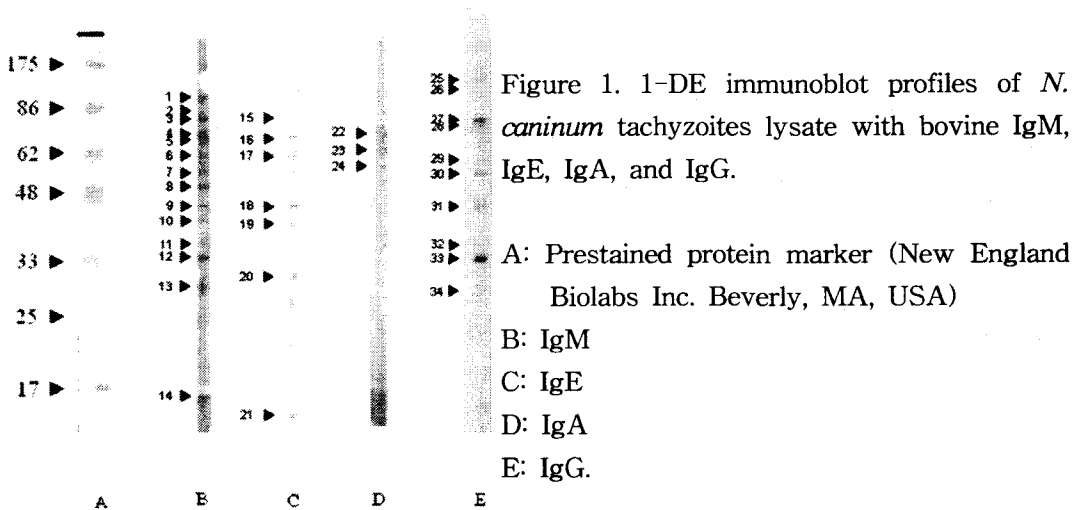 175
86
62
48
33
25
17
1
2
3
4
5
6
7
8
9
10
11
12
13
14
15
16
17
18
19
20
21
22
23
24
25
26
27
28
29
30
31
32
33
34
A
B
C
D
E
Figure 1. 1-DE immunoblot profiles of N.
caninum tachyzoites lysate with bovine IgM,
IgE, IgA, and IgG.
A: Prestained protein marker (New England
Biolabs Inc. Beverly, MA, USA)
B: IgM
C: IgE
D: IgA
E: IgG.